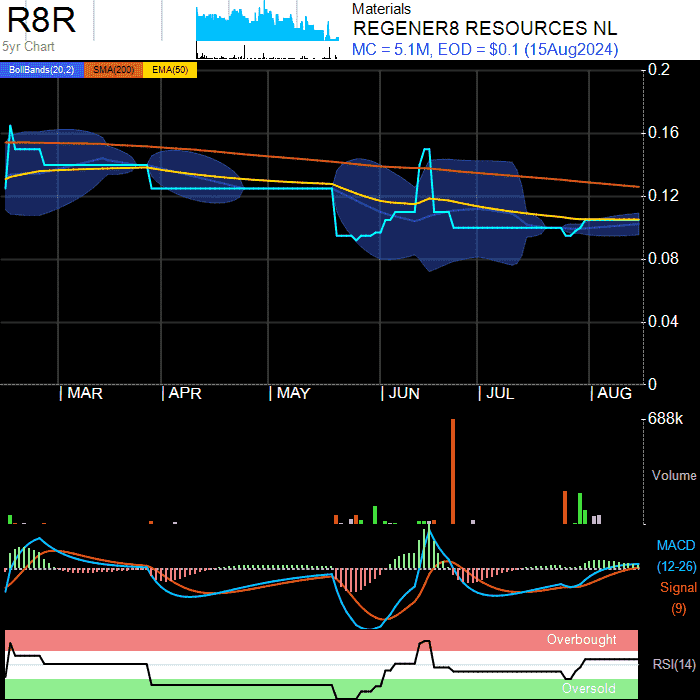 R8R
5yr Chart
Materials
REGENER8 RESOURCES NL
MC = 5.1M, EOD = $0.1 (15Aug2024)
BollBands(20,2) SMA(200) EMA(50)
0.2
0.16
0.12
0.08
0.04
0
MAR APR MAY JUN JUL AUG
688k
Volume
MACD
(12-26)
Signal
(9)
Overbought
RSI(14)
Oversold